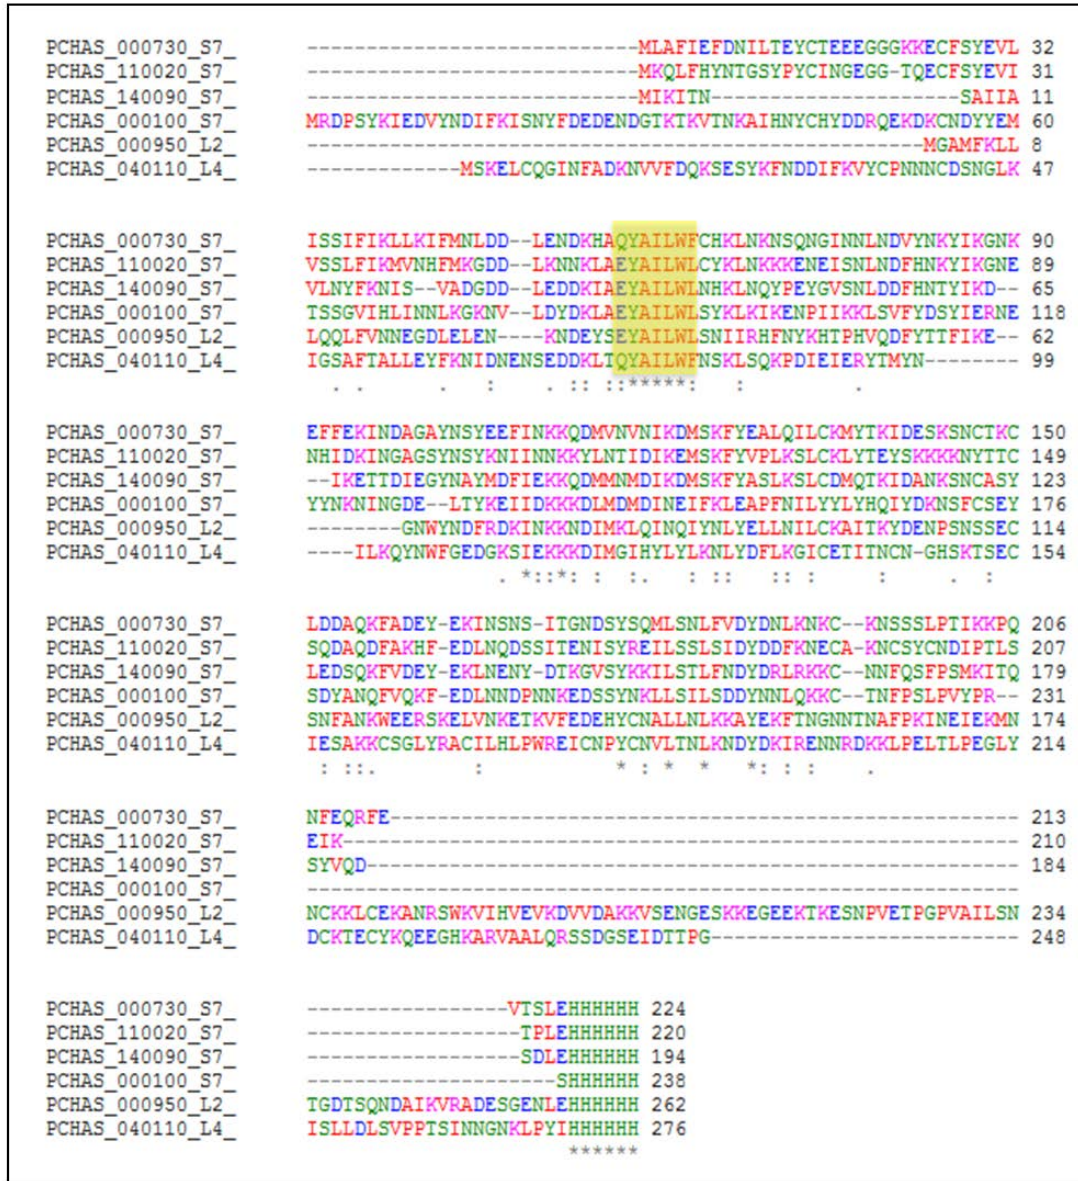 PCHAS_000730_S7_ ----------------------------MLAFIEFDNILTEYCTEEEGGGKKECFSYEVL 32
PCHAS_110020_S7_ ----------------------------MKQLFHYNTGSYPYCINGEGG-TQECFSYEVI 31
PCHAS_140090_S7_ ----------------------------MIKITN---------------------SAIIA 11
PCHAS_000100_S7_ MRDPSYKIEDVYNDIFKISNYFDEDENDGTKTKVTNKAIHNYCHYDDRQEKDKCNDYYEM 60
PCHAS_000950_L2_ ----------------------------------------------------MGAMFKLL 8
PCHAS_040110_L4_ -------------MSKELCQGINFADKNVVFDQKSESYKFNDDIFKVYCPNNNCDSNGLK 47
PCHAS_000730_S7_ ISSIFIKLLKIFMNLDD--LENDKHAQYAILWFCHKLNKNSQNGINNLNDVYNKYIKGNK 90
PCHAS_110020_S7_ VSSLFIKMVNHFMKGDD--LKNNKLAEYAILWLCYKLNKKKENEISNLNDFHNKYIKGNE 89
PCHAS_140090_S7_ VLNYFKNIS--VADGDD--LEDDKIAEYAILWLNHKLNQYPEYGVSNLDDFHNTYIKD-- 65
PCHAS_000100_S7_ TSSGVIHLINNLKGKNV--LDYDKLAEYAILWLSYKLKIKENPIIKKLSVFYDSYIERNE 118
PCHAS_000950_L2_ LQQLFVNNEGDLELEN----KNDEYSEYAILWLSNIIRHFNYKHTPHVQDFYTTFIKE-- 62
PCHAS_040110_L4_ IGSAFTALLEYFKNIDNENSEDDKLTQYAILWFNSKLSQKPDIEIERYTMYN-------- 99
. . . : . :: ::*****: : .
PCHAS_000730_S7_ EFFEKINDAGAYNSYEEFINKKQDMVNVNIKDMSKFYEALQILCKMYTKIDESKSNCTKC 150
PCHAS_110020_S7_ NHIDKINGAGSYNSYKNIINNKKYLNTIDIKEMSKFYVPLKSLCKLYTEYSKKKKNYTTC 149
PCHAS_140090_S7_ --IKETTDIEGYNAYMDFIEKKQDMMNMDIKDMSKFYASLKSLCDMQTKIDANKSNCASY 123
PCHAS_000100_S7_ YYNKNINGDE--LTYKEIIDKKKDLMDMDINEIFKLEAPFNILYYLYHQIYDKNSFCSEY 176
PCHAS_000950_L2_ --------GNWYNDFRDKINKKNDIMKLQINQIYNLYELLNILCKAITKYDENPSNSSEC 114
PCHAS_040110_L4_ ----ILKQYNWFGEDGKSIEKKKDIMGIHYLYLKNLYDFLKGICETITNCN-GHSKTSEC 154
. *::*: : :. : :: :: : : . :
PCHAS_000730_S7_ LDDAQKFADEY-EKINSNS-ITGNDSYSQMLSNLFVDYDNLKNKC--KNSSSLPTIKKPQ 206
PCHAS_110020_S7_ SQDAQDFAKHF-EDLNQDSSITENISYREILSSLSIDYDDFKNECA-KNCSYCNDIPTLS 207
PCHAS_140090_S7_ LEDSQKFVDEY-EKLNENY-DTKGVSYKKILSTLFNDYDRLRKKC--NNFQSFPSMKITQ 179
PCHAS_000100_S7_ SDYANQFVQKF-EDLNNDPNNKEDSSYNKLLSILSDDYNNLQKKC--TNFPSLPVYPR-- 231
PCHAS_000950_L2_ SNFANKWEERSKELVNKETKVFEDEHYCNALLNLKKAYEKFTNGNNTNAFPKINEIEKMN 174
PCHAS_040110_L4_ IESAKKCSGLYRACILHLPWREICNPYCNVLTNLKNDYDKIRENNRDKKLPELTLPEGLY 214
: ::. : * : * * *: : : .
PCHAS_000730_S7_ NFEQRFE----------------------------------------------------- 213
PCHAS_110020_S7_ EIK--------------------------------------------------------- 210
PCHAS_140090_S7_ SYVQD------------------------------------------------------- 184
PCHAS_000100_S7_ ------------------------------------------------------------
PCHAS_000950_L2_ NCKKLCEKANRSWKVIHVEVKDVVDAKKVSENGESKKEGEEKTKESNPVETPGPVAILSN 234
PCHAS_040110_L4_ DCKTECYKQEEGHKARVAALQRSSDGSEIDTTPG-------------------------- 248
PCHAS_000730_S7_ -----------------VTSLEHHHHHH 224
PCHAS_110020_S7_ ------------------TPLEHHHHHH 220
PCHAS_140090_S7_ ------------------SDLEHHHHHH 194
PCHAS_000100_S7_ ---------------------SHHHHHH 238
PCHAS_000950_L2_ TGDTSQNDAIKVRADESGENLEHHHHHH 262
PCHAS_040110_L4_ ISLLDLSVPPTSINNGNKLPYIHHHHHH 276
******